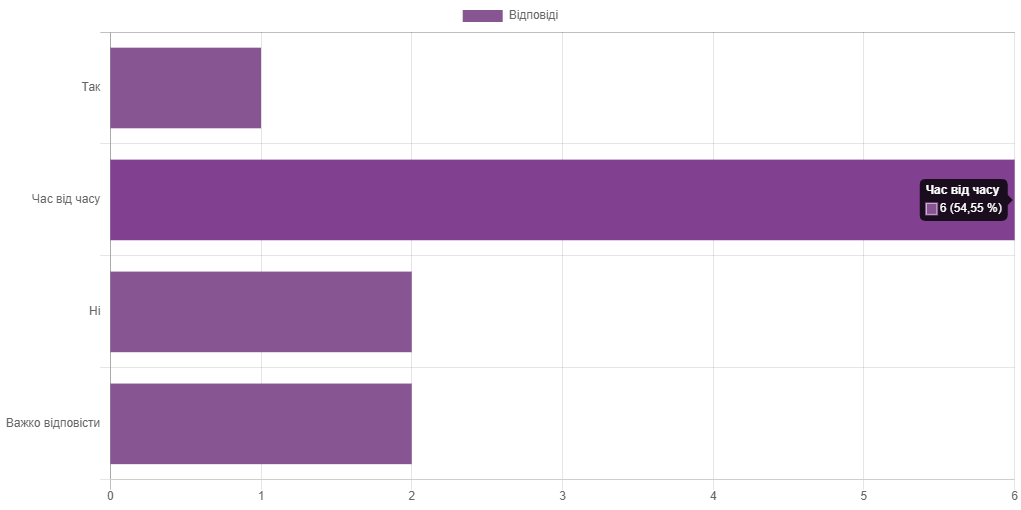 Відповіді
Так
Час від часу
Час від часу
6 (54,55 %)
Ні
Важко відповісти
0 1 2 3 4 5 6